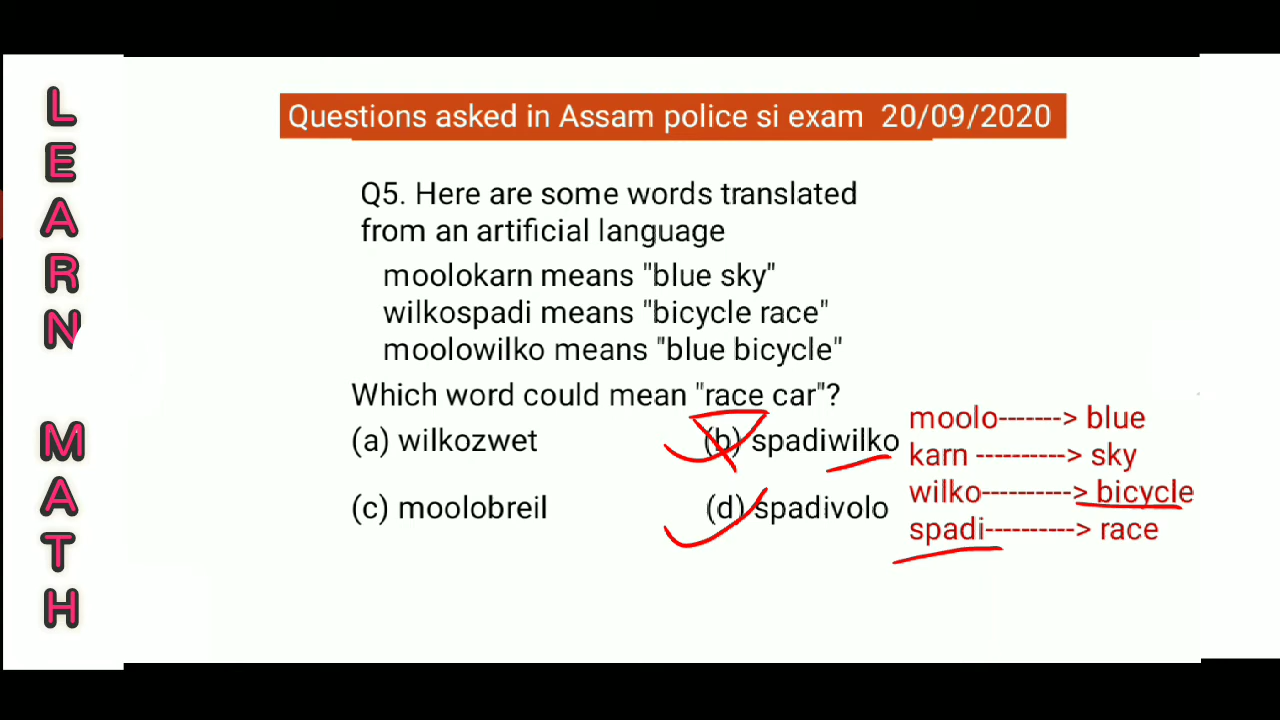 LEARN MATH
Questions asked in Assam police si exam 20/09/2020
Q5. Here are some words translated
from an artificial language
moolokarn means "blue sky"
wilkospadi means "bicycle race"
moolowilko means "blue bicycle"
Which word could mean "race car"?
(a) wilkozwet (b) spadiwilko
(c) moolobreil (d) spadivolo
moolo-------> blue
karn ----------> sky
wilko----------> bicycle
spadi----------> race